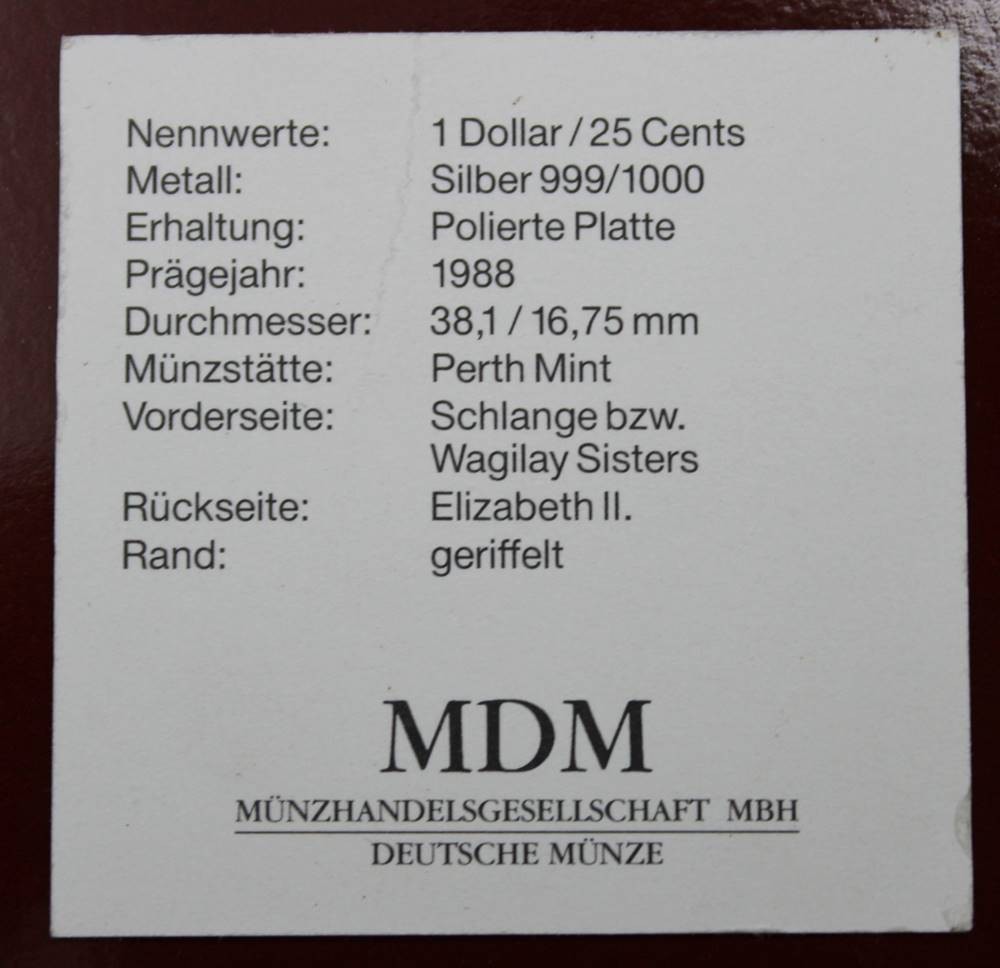 Nennwerte: 1 Dollar / 25 Cents
Metall: Silber 999/1000
Erhaltung: Polierte Platte
Prägejahr: 1988
Durchmesser: 38,1 / 16,75 mm
Münzstätte: Perth Mint
Vorderseite: Schlange bzw.
Wagilay Sisters
Rückseite: Elizabeth II.
Rand: geriffelt
MDM
MÜNZHANDELSGESELLSCHAFT MBH
DEUTSCHE MÜNZE